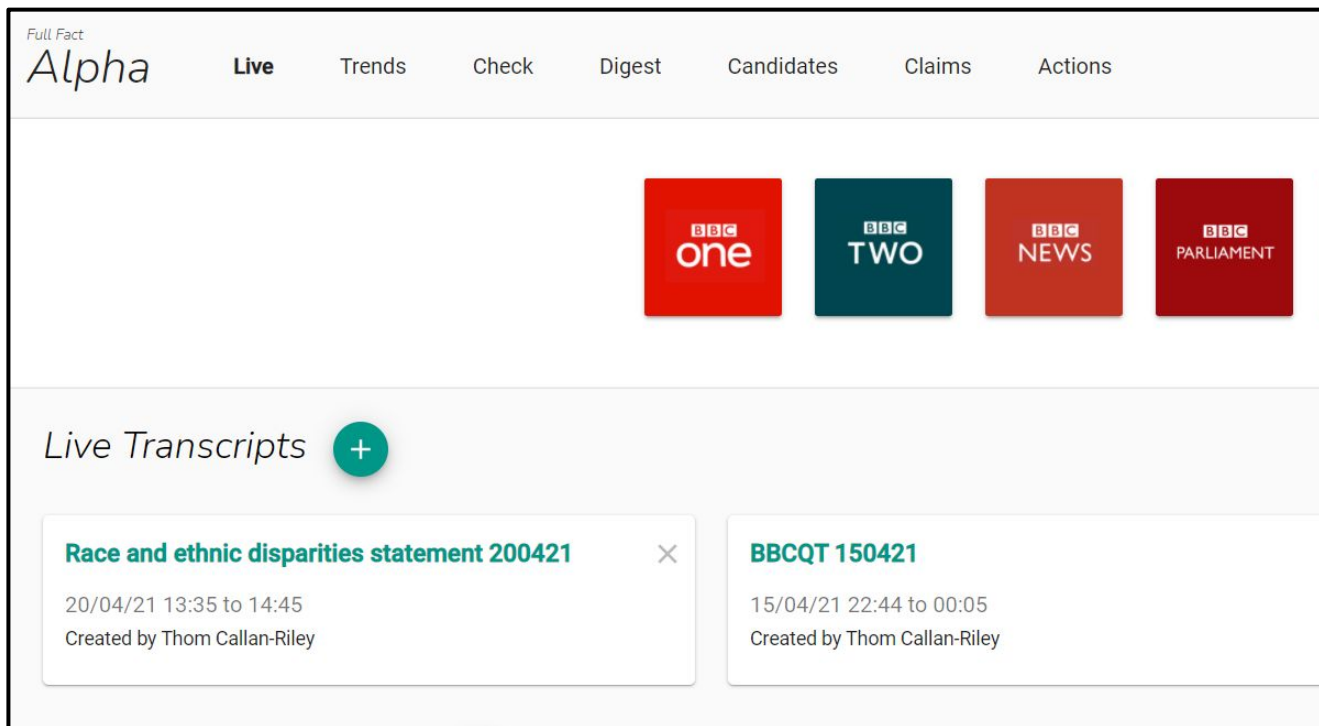 Full Fact
Alpha Live Trends Check Digest Candidates Claims Actions
BBC BBC BBC BBC
one TWO NEWS PARLIAMENT
Live Transcripts +
Race and ethnic disparities statement 200421 ×
20/04/21 13:35 to 14:45
Created by Thom Callan-Riley
BBCQT 150421
15/04/21 22:44 to 00:05
Created by Thom Callan-Riley